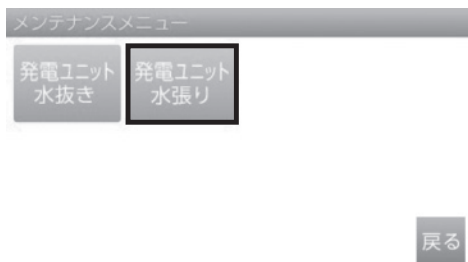 メンテナンスメニュー
発電ユニット
水抜き
発電ユニット
水張り
戻る